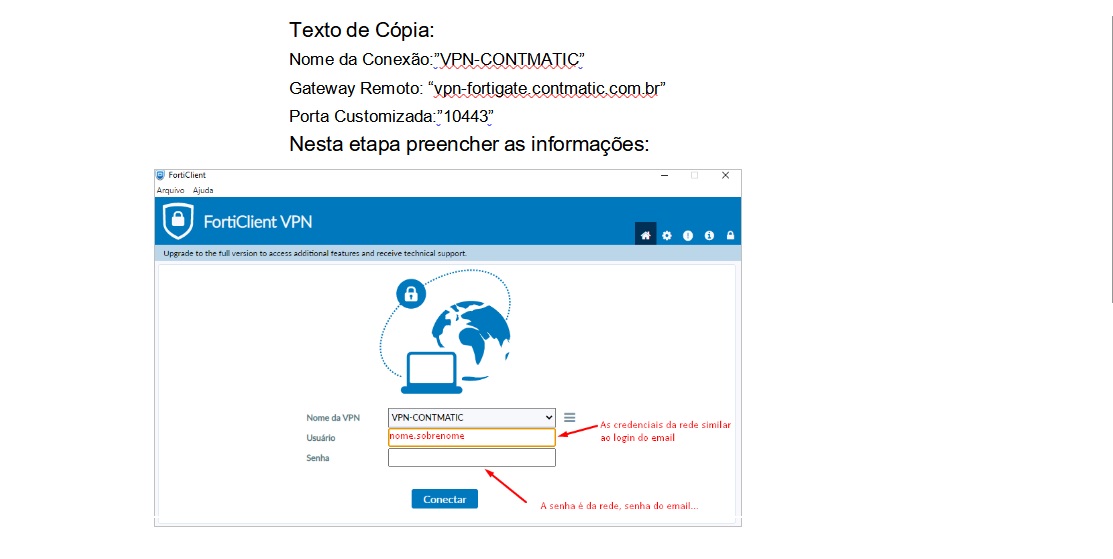 Texto de Cópia:
Nome da Conexão:”VPN-CONTMATIC”
Gateway Remoto: “vpn-fortigate.contmatic.com.br”
Porta Customizada:”10443”
Nesta etapa preencher as informações:
FortiClient
Arquivo Ajuda
FortiClient VPN
Upgrade to the full version to access additional features and receive technical support.
Nome da VPN VPN-CONTMATIC
As credenciais da rede similar
ao login do email
Usuário nome.sobrenome
Senha
Conectar
A senha è da rede, senha do email...